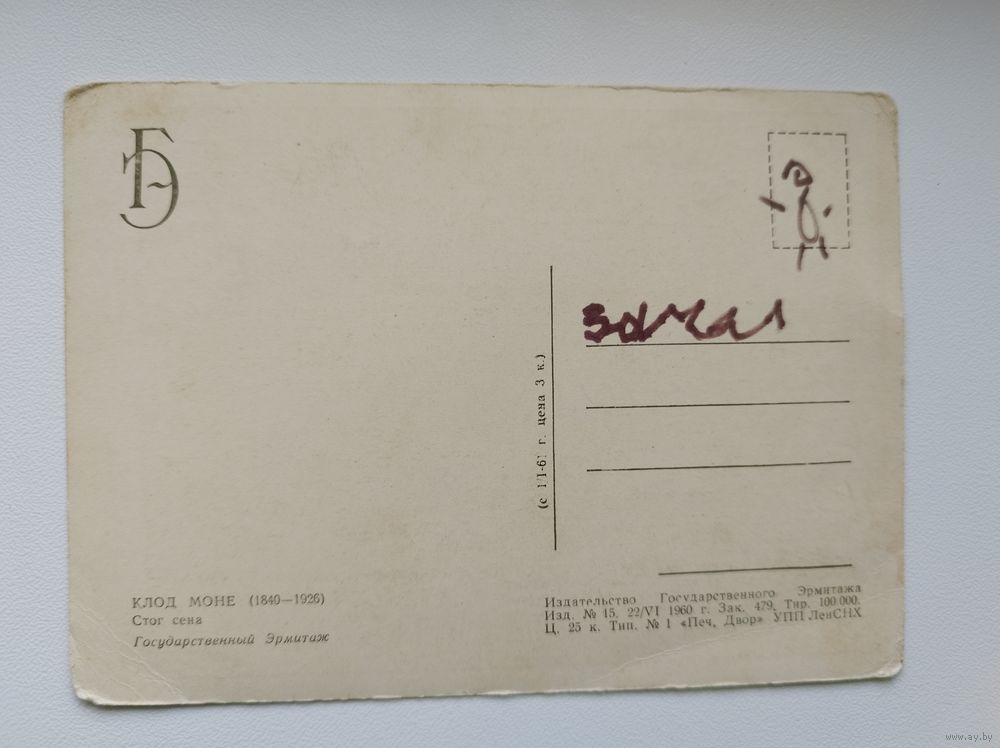 ГЭ
(с 1/I-61 г. цена 3 к.)
КЛОД МОНЕ (1840—1926)
Стог сена
Государственный Эрмитаж
Издательство Государственного Эрмитажа
Изд. № 15. 22/VI 1960 г. Зак. 479. Тир. 100 000.
Ц. 25 к. Тип. № 1 «Печ. Двор» УПП ЛенСНХ
www.ay.by